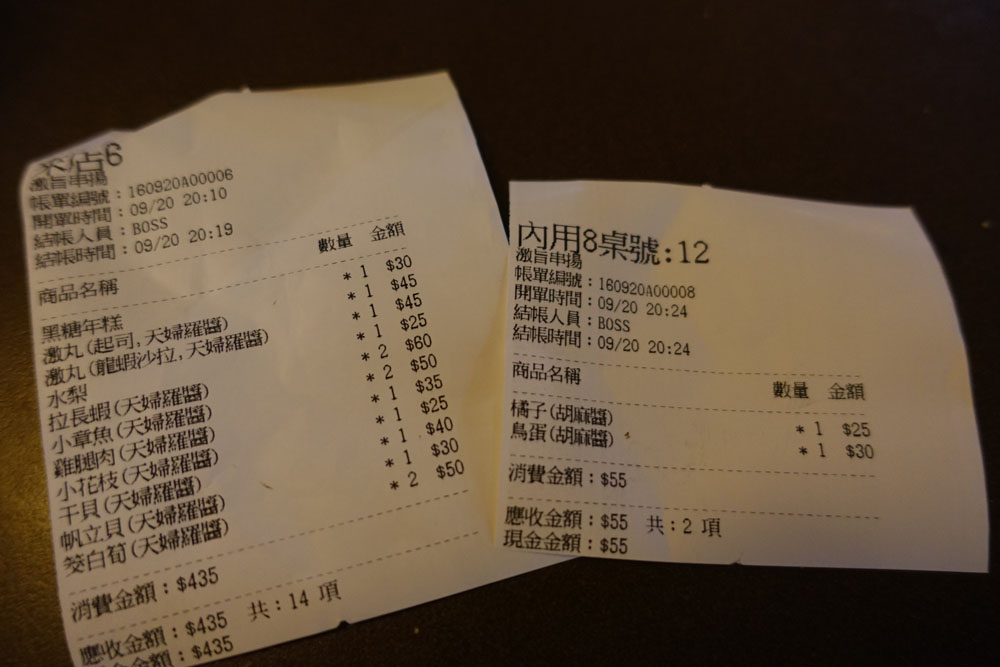 來店6
激旨串揚
帳單編號：160920A00006
開單時間：09/20 20:10
結帳人員：BOSS
結帳時間：09/20 20:19
商品名稱 數量 金額
黑糖年糕 * 1 $30
激丸(起司,天婦羅醬) * 1 $45
激丸(龍蝦沙拉,天婦羅醬) * 1 $45
水梨 * 1 $25
拉長蝦(天婦羅醬) * 2 $60
小章魚(天婦羅醬) * 2 $50
雞腿肉(天婦羅醬) * 1 $35
小花枝(天婦羅醬) * 1 $25
干貝(天婦羅醬) * 1 $40
帆立貝(天婦羅醬) * 1 $30
筊白筍(天婦羅醬) * 2 $50
消費金額：$435
應收金額：$435 共：14 項
金額：$435
內用8桌號:12
激旨串揚
帳單編號：160920A00008
開單時間：09/20 20:24
結帳人員：BOSS
結帳時間：09/20 20:24
商品名稱 數量 金額
橘子(胡麻醬) * 1 $25
鳥蛋(胡麻醬) * 1 $30
消費金額：$55
應收金額：$55 共：2 項
現金金額：$55